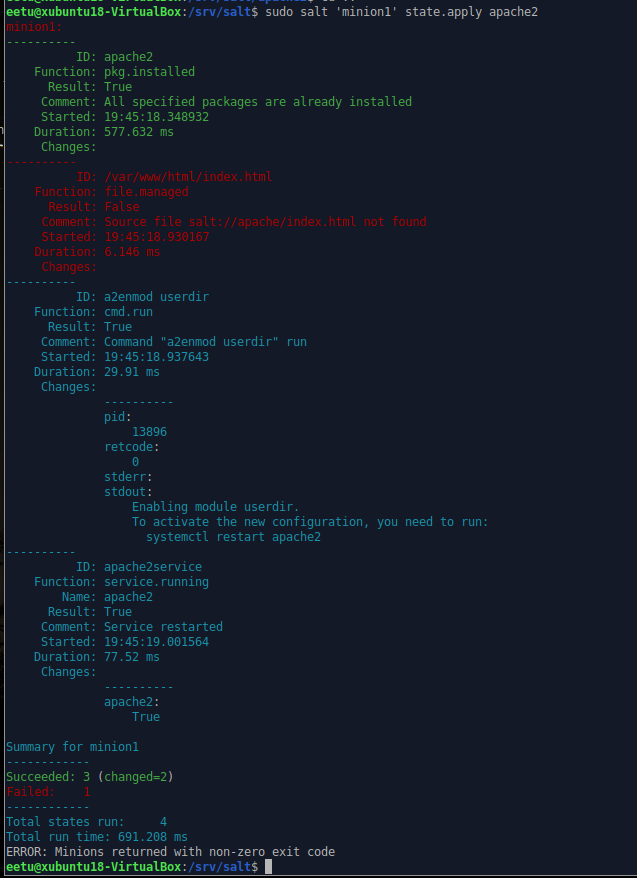 eetu@xubuntu18-VirtualBox:/srv/salt$ sudo salt 'minion1' state.apply apache2
minion1:
----------
          ID: apache2
    Function: pkg.installed
      Result: True
     Comment: All specified packages are already installed
     Started: 19:45:18.348932
    Duration: 577.632 ms
     Changes:
----------
          ID: /var/www/html/index.html
    Function: file.managed
      Result: False
     Comment: Source file salt://apache/index.html not found
     Started: 19:45:18.930167
    Duration: 6.146 ms
     Changes:
----------
          ID: a2enmod userdir
    Function: cmd.run
      Result: True
     Comment: Command "a2enmod userdir" run
     Started: 19:45:18.937643
    Duration: 29.91 ms
     Changes:
              ----------
              pid:
                  13896
              retcode:
                  0
              stderr:
              stdout:
                  Enabling module userdir.
                  To activate the new configuration, you need to run:
                    systemctl restart apache2
----------
          ID: apache2service
    Function: service.running
        Name: apache2
      Result: True
     Comment: Service restarted
     Started: 19:45:19.001564
    Duration: 77.52 ms
     Changes:
              ----------
              apache2:
                  True

Summary for minion1
------------
Succeeded: 3 (changed=2)
Failed:    1
------------
Total states run:     4
Total run time: 691.208 ms
ERROR: Minions returned with non-zero exit code
eetu@xubuntu18-VirtualBox:/srv/salt$